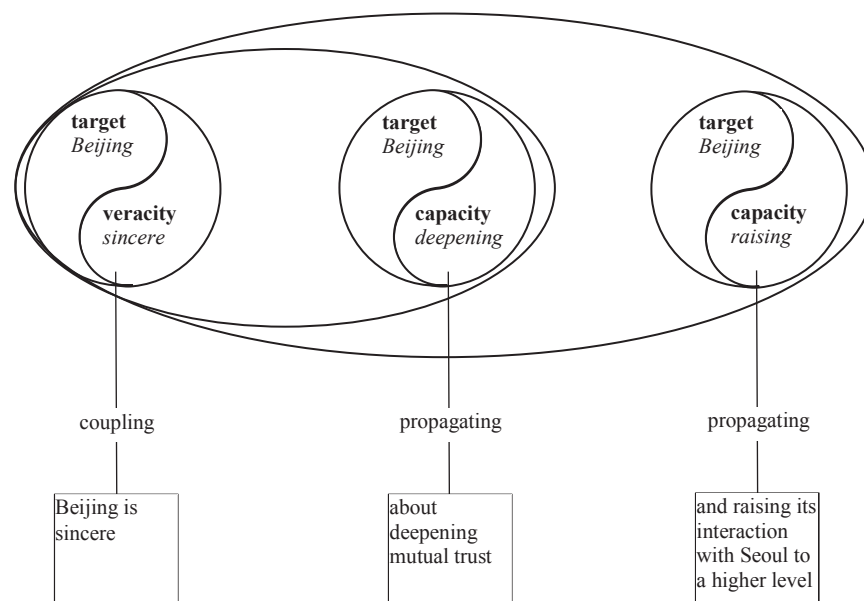 target
Beijing
veracity
sincere
target
Beijing
capacity
deepening
target
Beijing
capacity
raising
coupling
propagating
propagating
Beijing is
sincere
about
deepening
mutual trust
and raising its
interaction
with Seoul to
a higher level